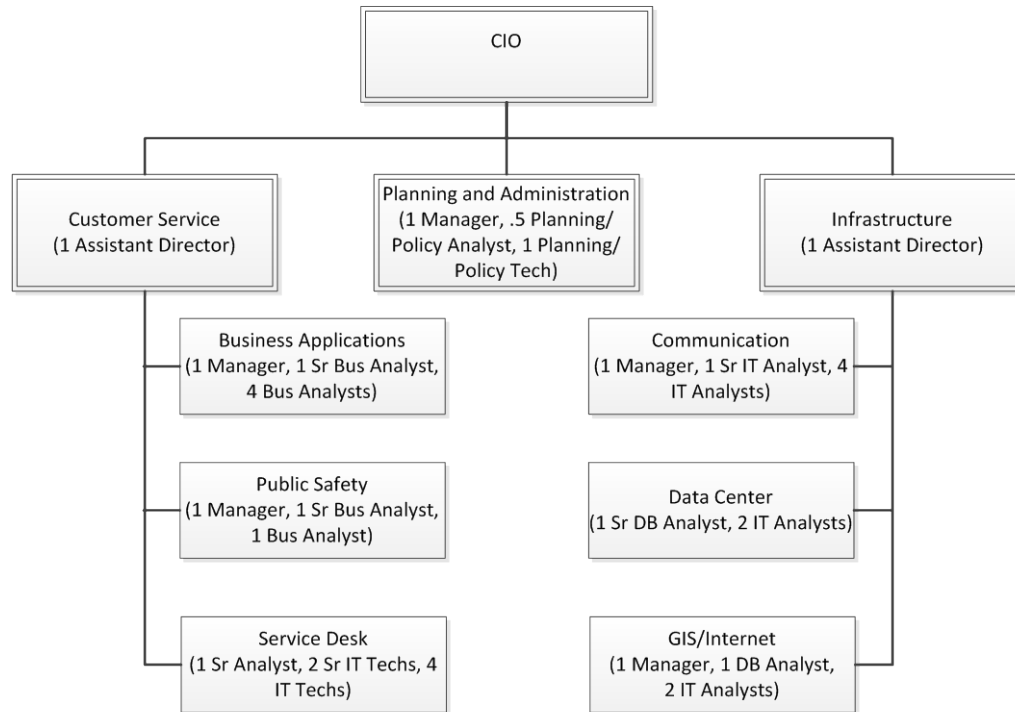 CIO
Customer Service
(1 Assistant Director)
Planning and Administration
(1 Manager, .5 Planning/
Policy Analyst, 1 Planning/
Policy Tech)
Infrastructure
(1 Assistant Director)
Business Applications
(1 Manager, 1 Sr Bus Analyst,
4 Bus Analysts)
Communication
(1 Manager, 1 Sr IT Analyst, 4
IT Analysts)
Public Safety
(1 Manager, 1 Sr Bus Analyst,
1 Bus Analyst)
Data Center
(1 Sr DB Analyst, 2 IT Analysts)
Service Desk
(1 Sr Analyst, 2 Sr IT Techs, 4
IT Techs)
GIS/Internet
(1 Manager, 1 DB Analyst,
2 IT Analysts)